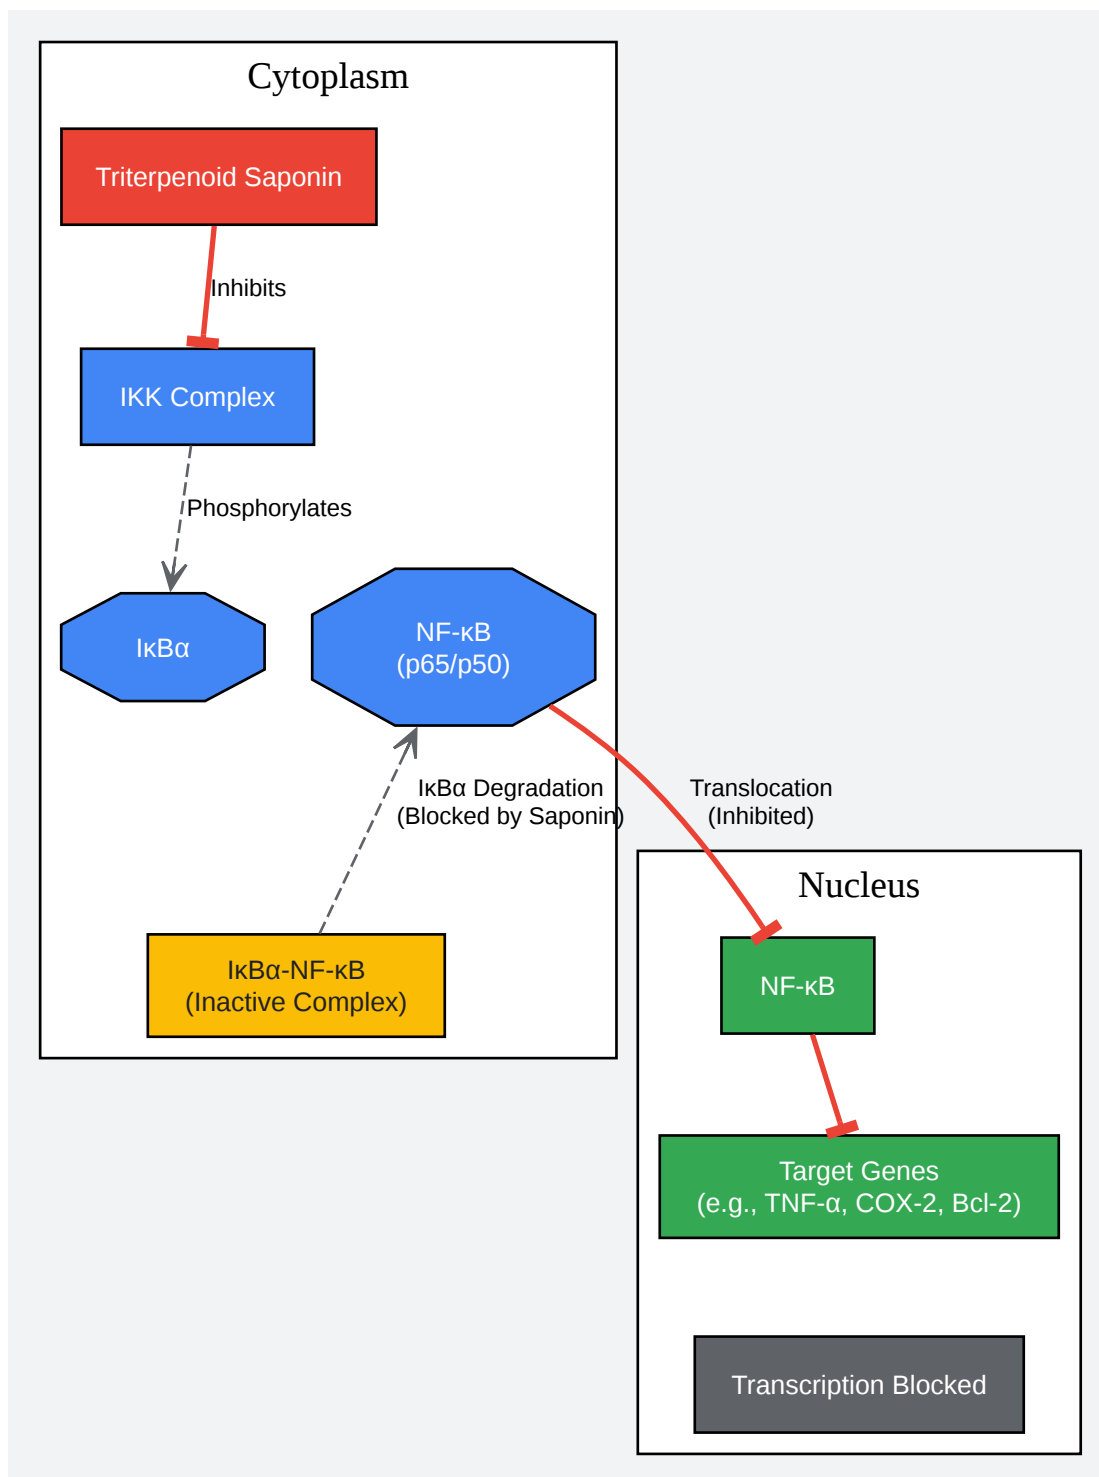 Cytoplasm
Triterpenoid Saponin
Inhibits
IKK Complex
Phosphorylates
IκBα
NF-κB
(p65/p50)
IκBα Degradation
(Blocked by Saponin)
Translocation
(Inhibited)
IκBα-NF-κB
(Inactive Complex)
Nucleus
NF-κB
Target Genes
(e.g., TNF-α, COX-2, Bcl-2)
Transcription Blocked